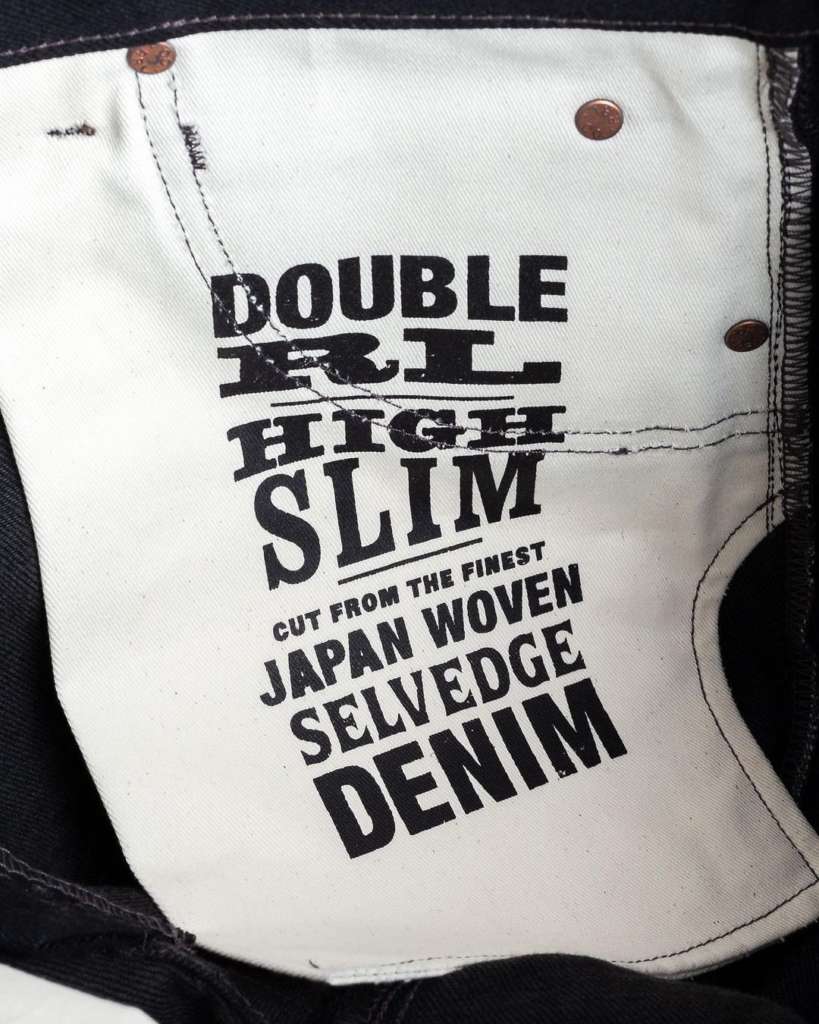 DOUBLE
RL
HIGH
SLIM
CUT FROM THE FINEST
JAPAN WOVEN
SELVEDGE
DENIM